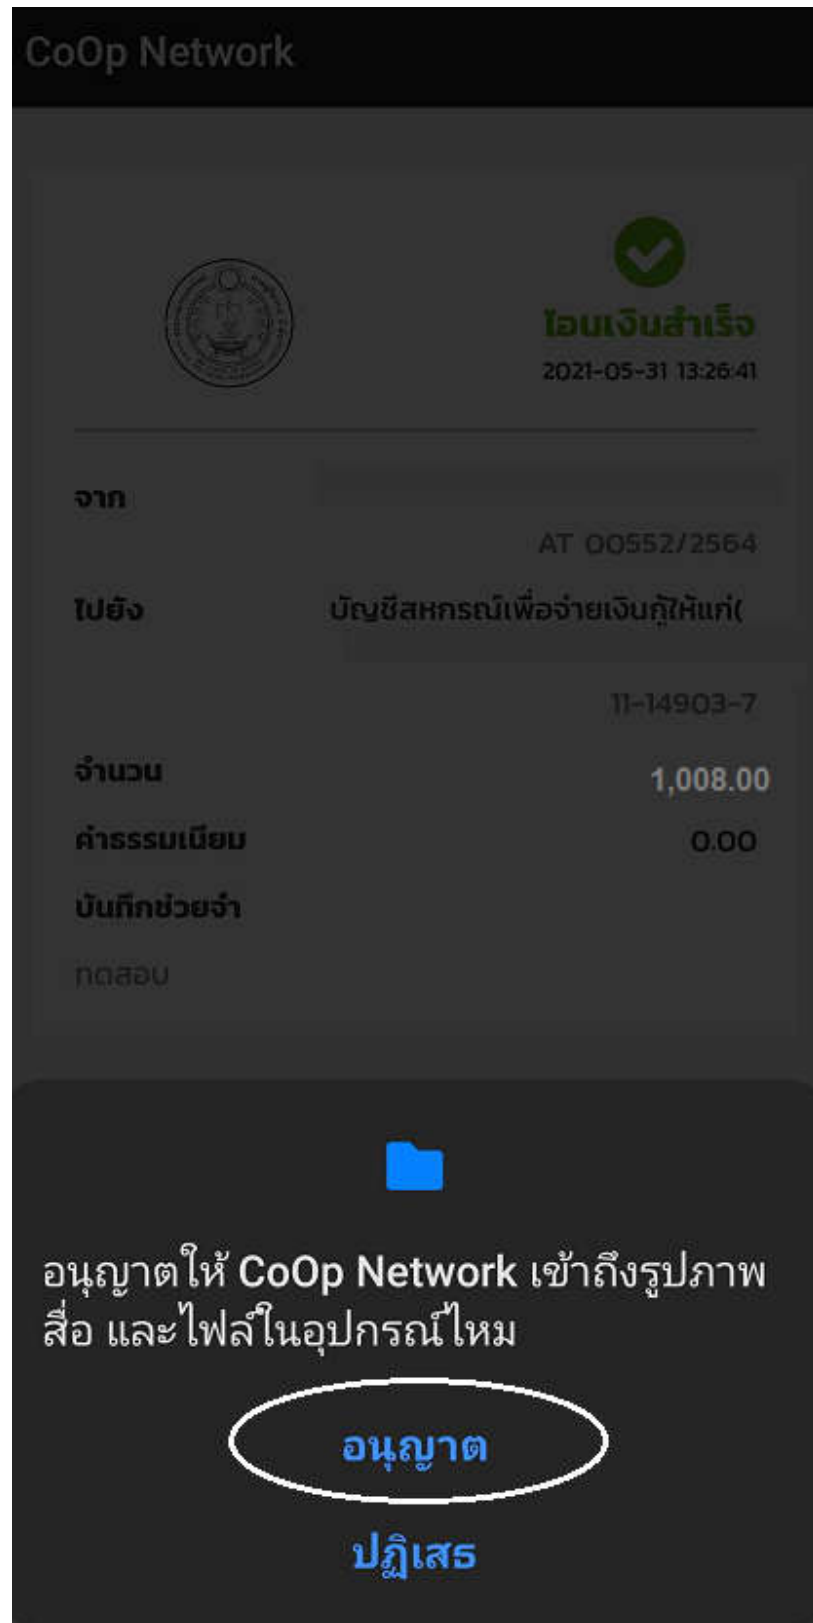 CoOp Network
โอนเงินสำเร็จ
2021-05-31 13:26:41
จาก
AT 00552/2564
ไปยัง บัญชีสหกรณ์เพื่อจ่ายเงินกู้ให้แก่(
11-14903-7
จำนวน 1,008.00
ค่าธรรมเนียม 0.00
บันทึกช่วยจำ
ทดสอบ
อนุญาตให้ CoOp Network เข้าถึงรูปภาพ
สื่อ และไฟล์ในอุปกรณ์ไหม
อนุญาต
ปฏิเสธ